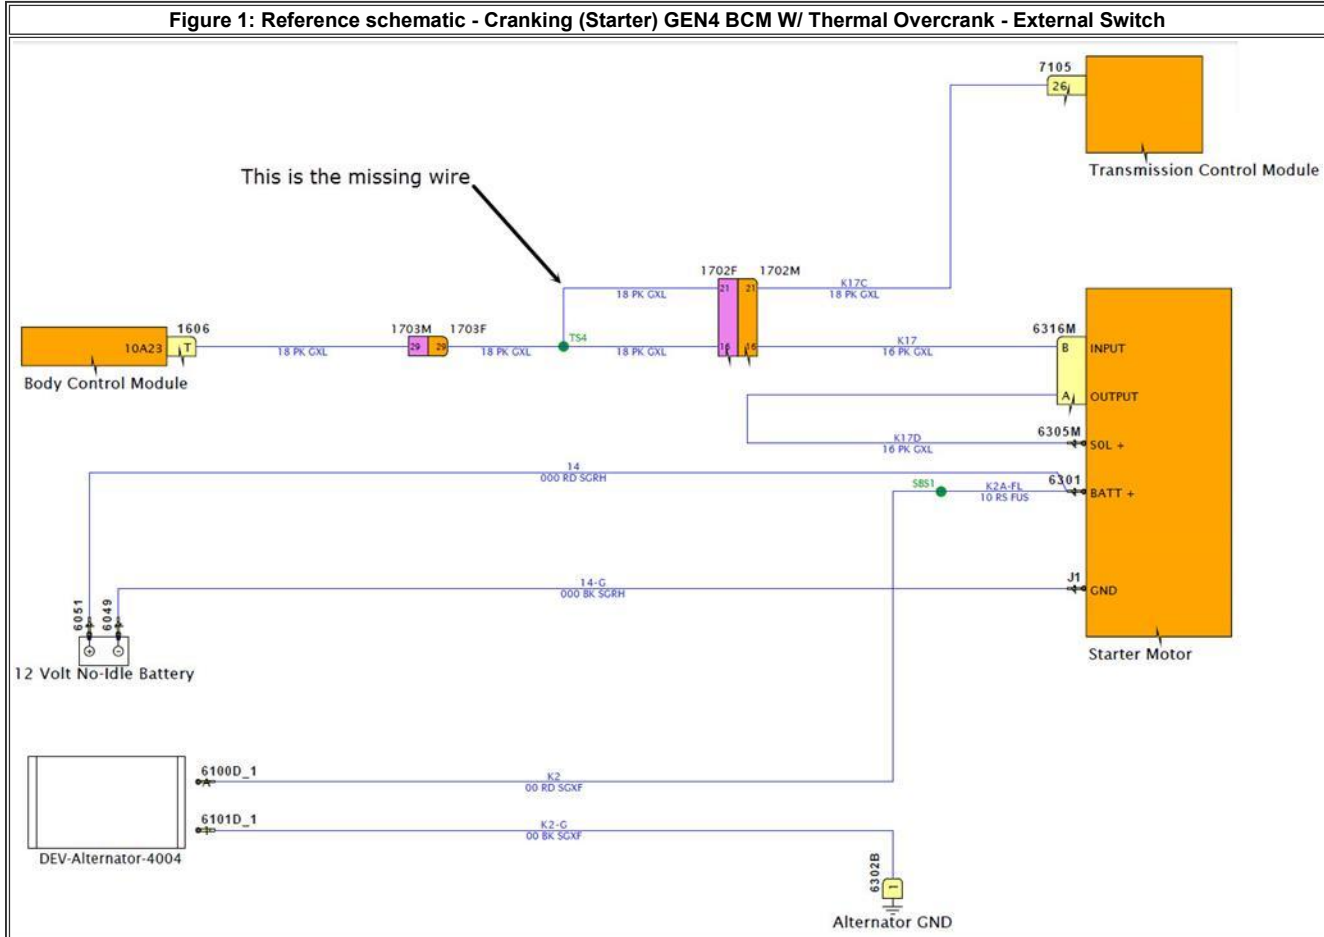 Figure 1: Reference schematic - Cranking (Starter) GEN4 BCM W/ Thermal Overcrank - External Switch
7105
26
Transmission Control Module
This is the missing wire
1702F 1702M
21 21
18 PK GXL
K17C
18 PK GXL
1606
10A23 T
Body Control Module
18 PK GXL
1703M 1703F
29 29
18 PK GXL
TS4
18 PK GXL
16 16
K17
16 PK GXL
6316M
B INPUT
A OUTPUT
K17D
16 PK GXL
6305M
SOL +
14
000 RD SGRH
SBS1
K2A-FL
10 RS FUS
6301
BATT +
14-G
000 BK SGRH
J1
GND
Starter Motor
6051 6049
+ -
12 Volt No-Idle Battery
6100D_1
A
K2
00 RD SGXF
6101D_1
K2-G
00 BK SGXF
DEV-Alternator-4004
6302B
1
Alternator GND